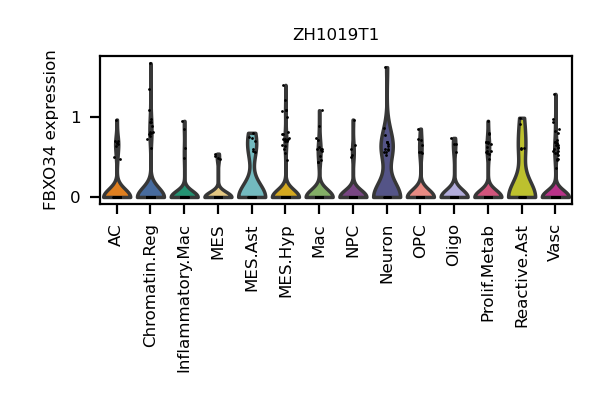 ZH1019T1
FBXO34 expression
1
0
AC
Chromatin.Reg
Inflammatory.Mac
MES
MES.Ast
MES.Hyp
Mac
NPC
Neuron
OPC
Oligo
Prolif.Metab
Reactive.Ast
Vasc